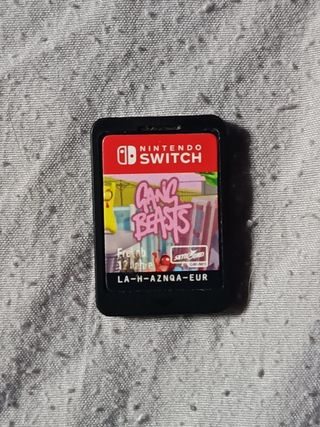 NINTENDO
SWITCH
GANG
BEASTS
LA-H-AZNQA-EUR